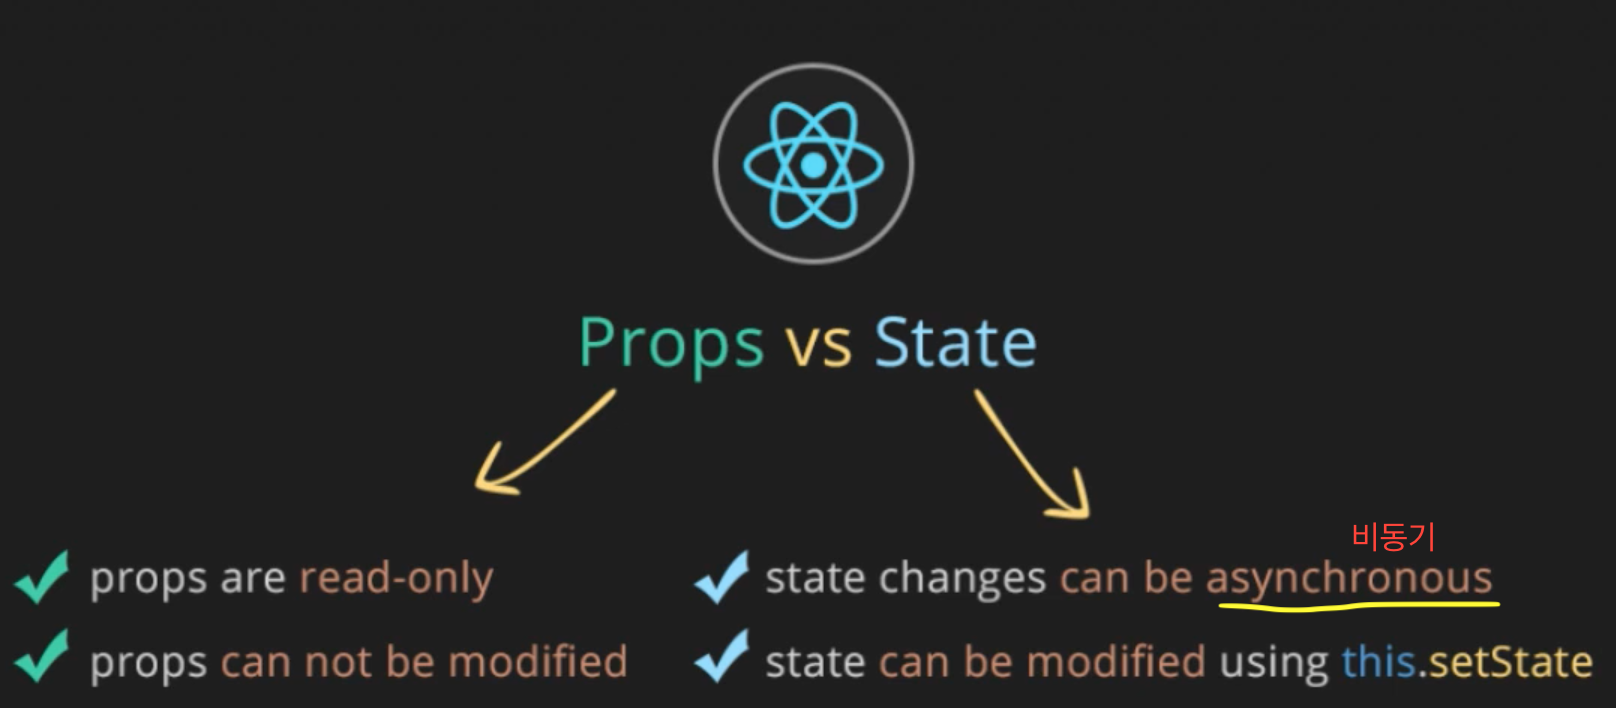 Props vs State
props are read-only
props can not be modified
비동기
state changes can be asynchronous
state can be modified using this.setState